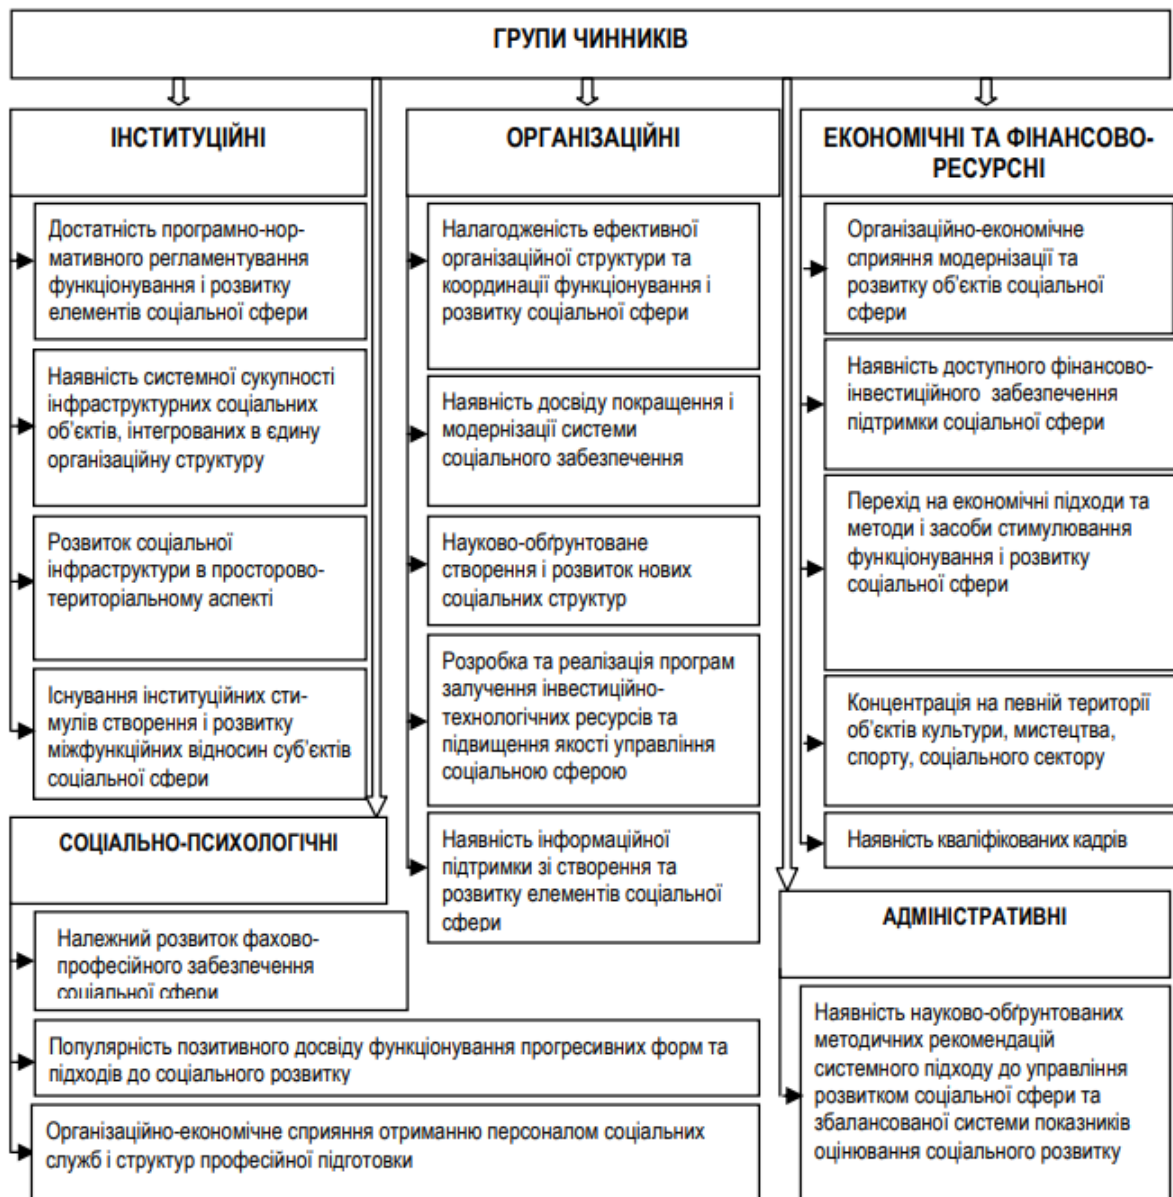 ГРУПИ ЧИННИКІВ
ІНСТИТУЦІЙНІ
Достатність програмно-нор-
мативного регламентування
функціонування і розвитку
елементів соціальної сфери
Наявність системної сукупності
інфраструктурних соціальних
об’єктів, інтегрованих в єдину
організаційну структуру
Розвиток соціальної
інфраструктури в просторово-
територіальному аспекті
Існування інституційних сти-
мулів створення і розвитку
міжфункційних відносин суб’єктів
соціальної сфери
СОЦІАЛЬНО-ПСИХОЛОГІЧНІ
Належний розвиток фахово-
професійного забезпечення
соціальної сфери
Популярність позитивного досвіду функціонування прогресивних форм та
підходів до соціального розвитку
Організаційно-економічне сприяння отриманню персоналом соціальних
служб і структур професійної підготовки
ОРГАНІЗАЦІЙНІ
Налагодженість ефективної
організаційної структури та
координації функціонування і
розвитку соціальної сфери
Наявність досвіду покращення і
модернізації системи
соціального забезпечення
Науково-обґрунтоване
створення і розвиток нових
соціальних структур
Розробка та реалізація програм
залучення інвестиційно-
технологічних ресурсів та
підвищення якості управління
соціальною сферою
Наявність інформаційної
підтримки зі створення та
розвитку елементів соціальної
сфери
ЕКОНОМІЧНІ ТА ФІНАНСОВО-
РЕСУРСНІ
Організаційно-економічне
сприяння модернізації та
розвитку об’єктів соціальної
сфери
Наявність доступного фінансово-
інвестиційного забезпечення
підтримки соціальної сфери
Перехід на економічні підходи та
методи і засоби стимулювання
функціонування і розвитку
соціальної сфери
Концентрація на певній території
об’єктів культури, мистецтва,
спорту, соціального сектору
Наявність кваліфікованих кадрів
АДМІНІСТРАТИВНІ
Наявність науково-обґрунтованих
методичних рекомендацій
системного підходу до управління
розвитком соціальної сфери та
збалансованої системи показників
оцінювання соціального розвитку